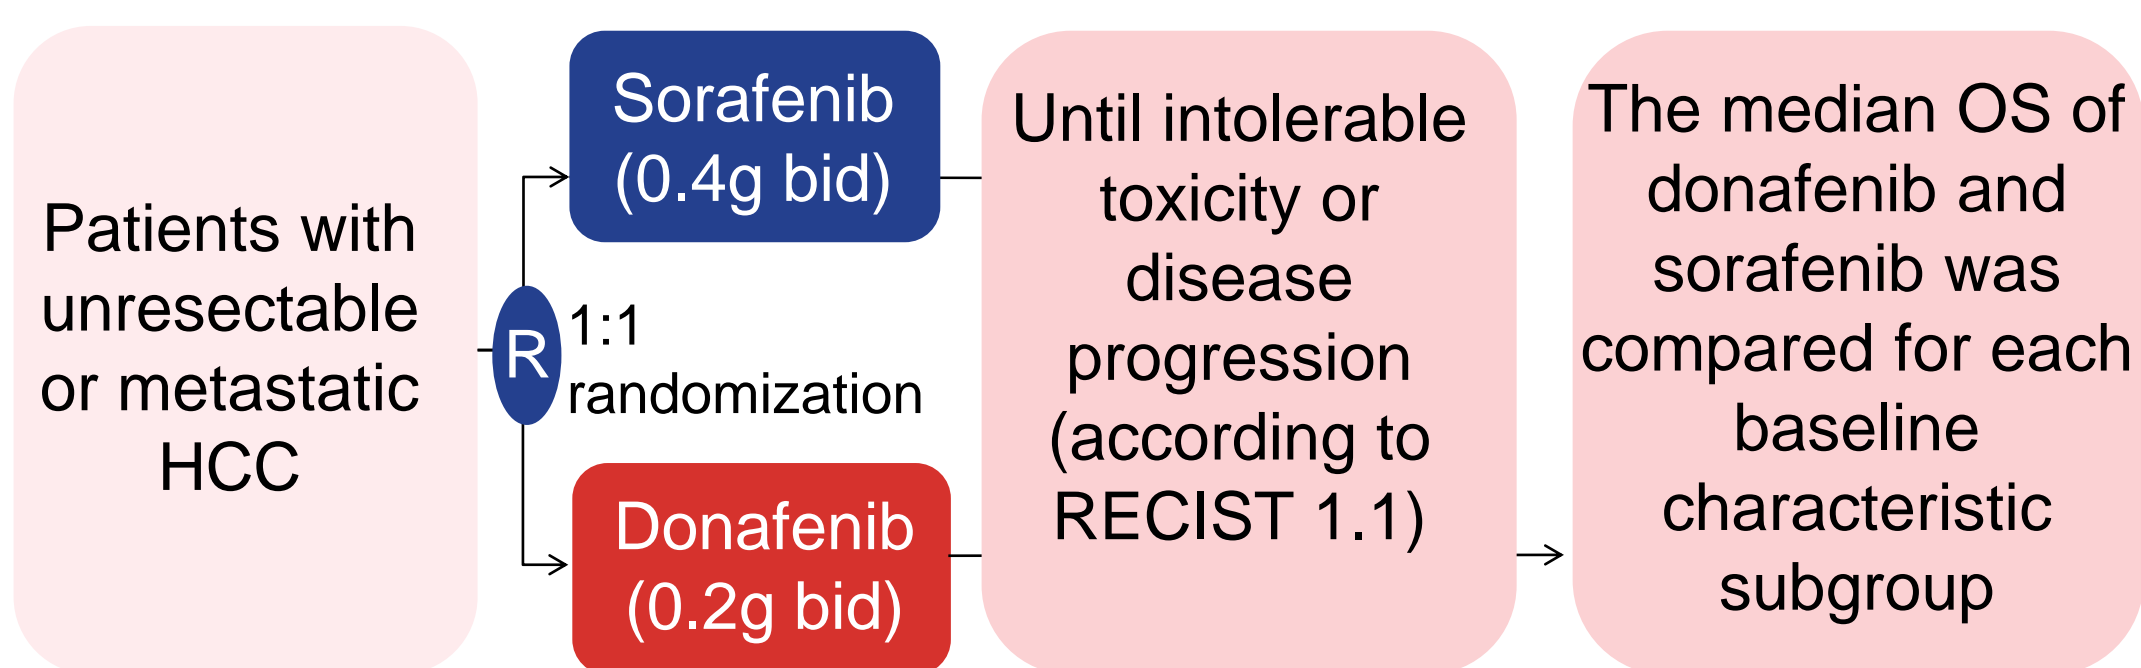 Patients with
unresectable
or metastatic
HCC
R
1:1
randomization
Sorafenib
(0.4g bid)
Donafenib
(0.2g bid)
Until intolerable
toxicity or
disease
progression
(according to
RECIST 1.1)
The median OS of
donafenib and
sorafenib was
compared for each
baseline
characteristic
subgroup